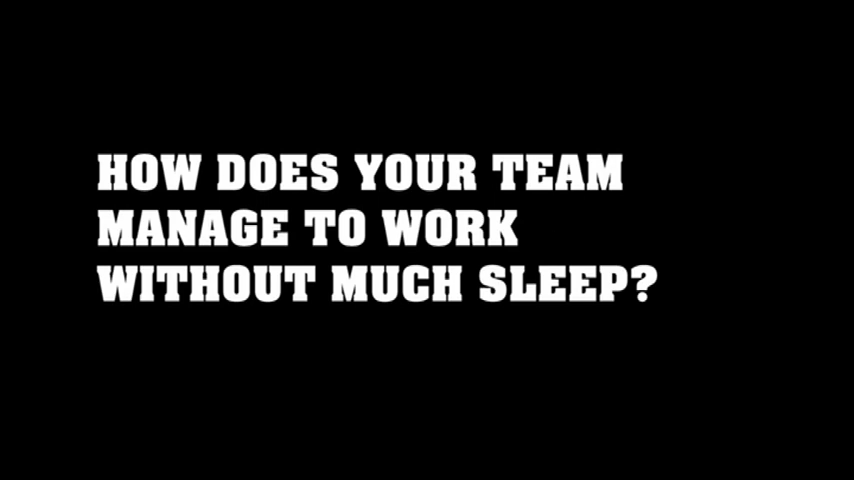 HOW DOES YOUR TEAM
MANAGE TO WORK
WITHOUT MUCH SLEEP?